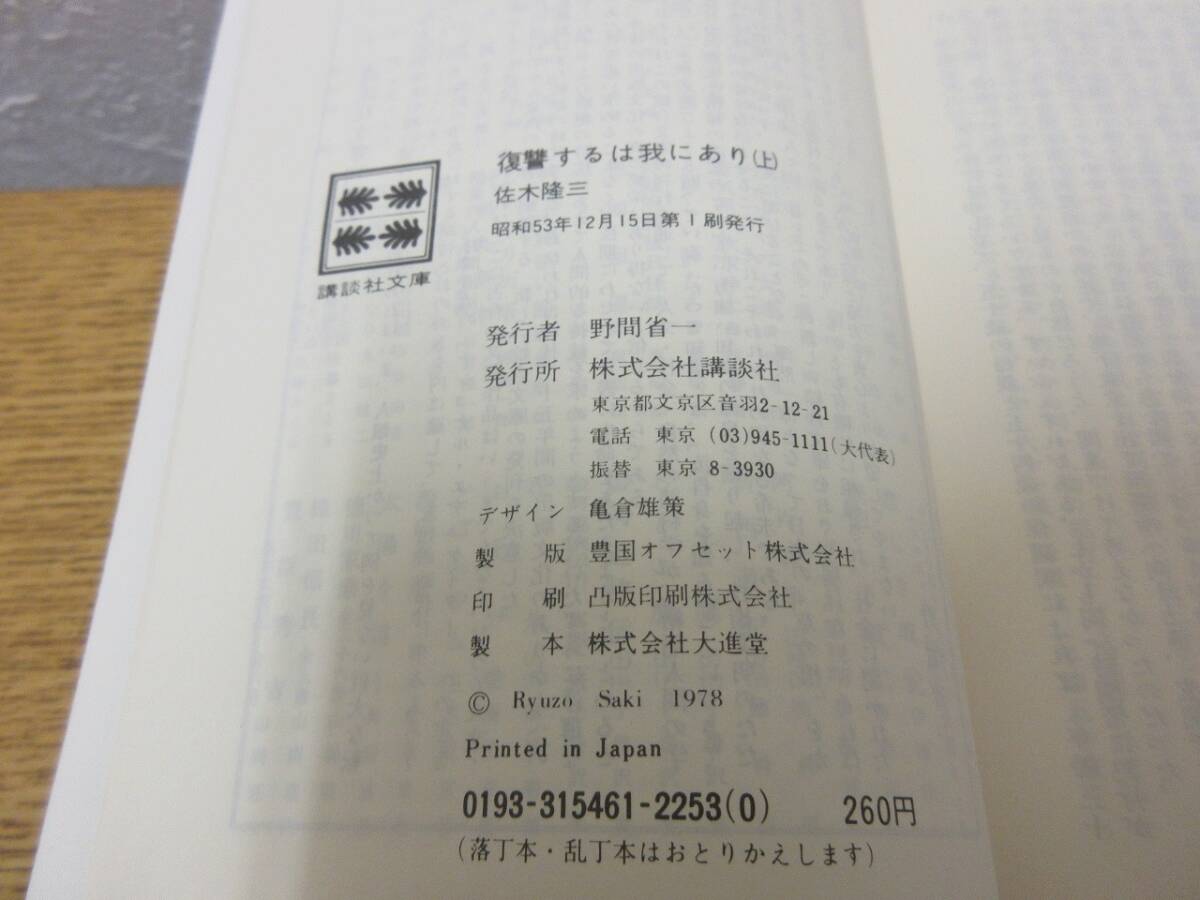 復讐するは我にあり(上)
佐木隆三
昭和53年12月15日第1刷発行
講談社文庫
発行者 野間省一
発行所 株式会社講談社
東京都文京区音羽2-12-21
電話 東京 (03)945-1111(大代表)
振替 東京 8-3930
デザイン 亀倉雄策
製 版 豊国オフセット株式会社
印 刷 凸版印刷株式会社
製 本 株式会社大進堂
© Ryuzo Saki 1978
Printed in Japan
0193-315461-2253(0) 260円
(落丁本・乱丁本はおとりかえします)